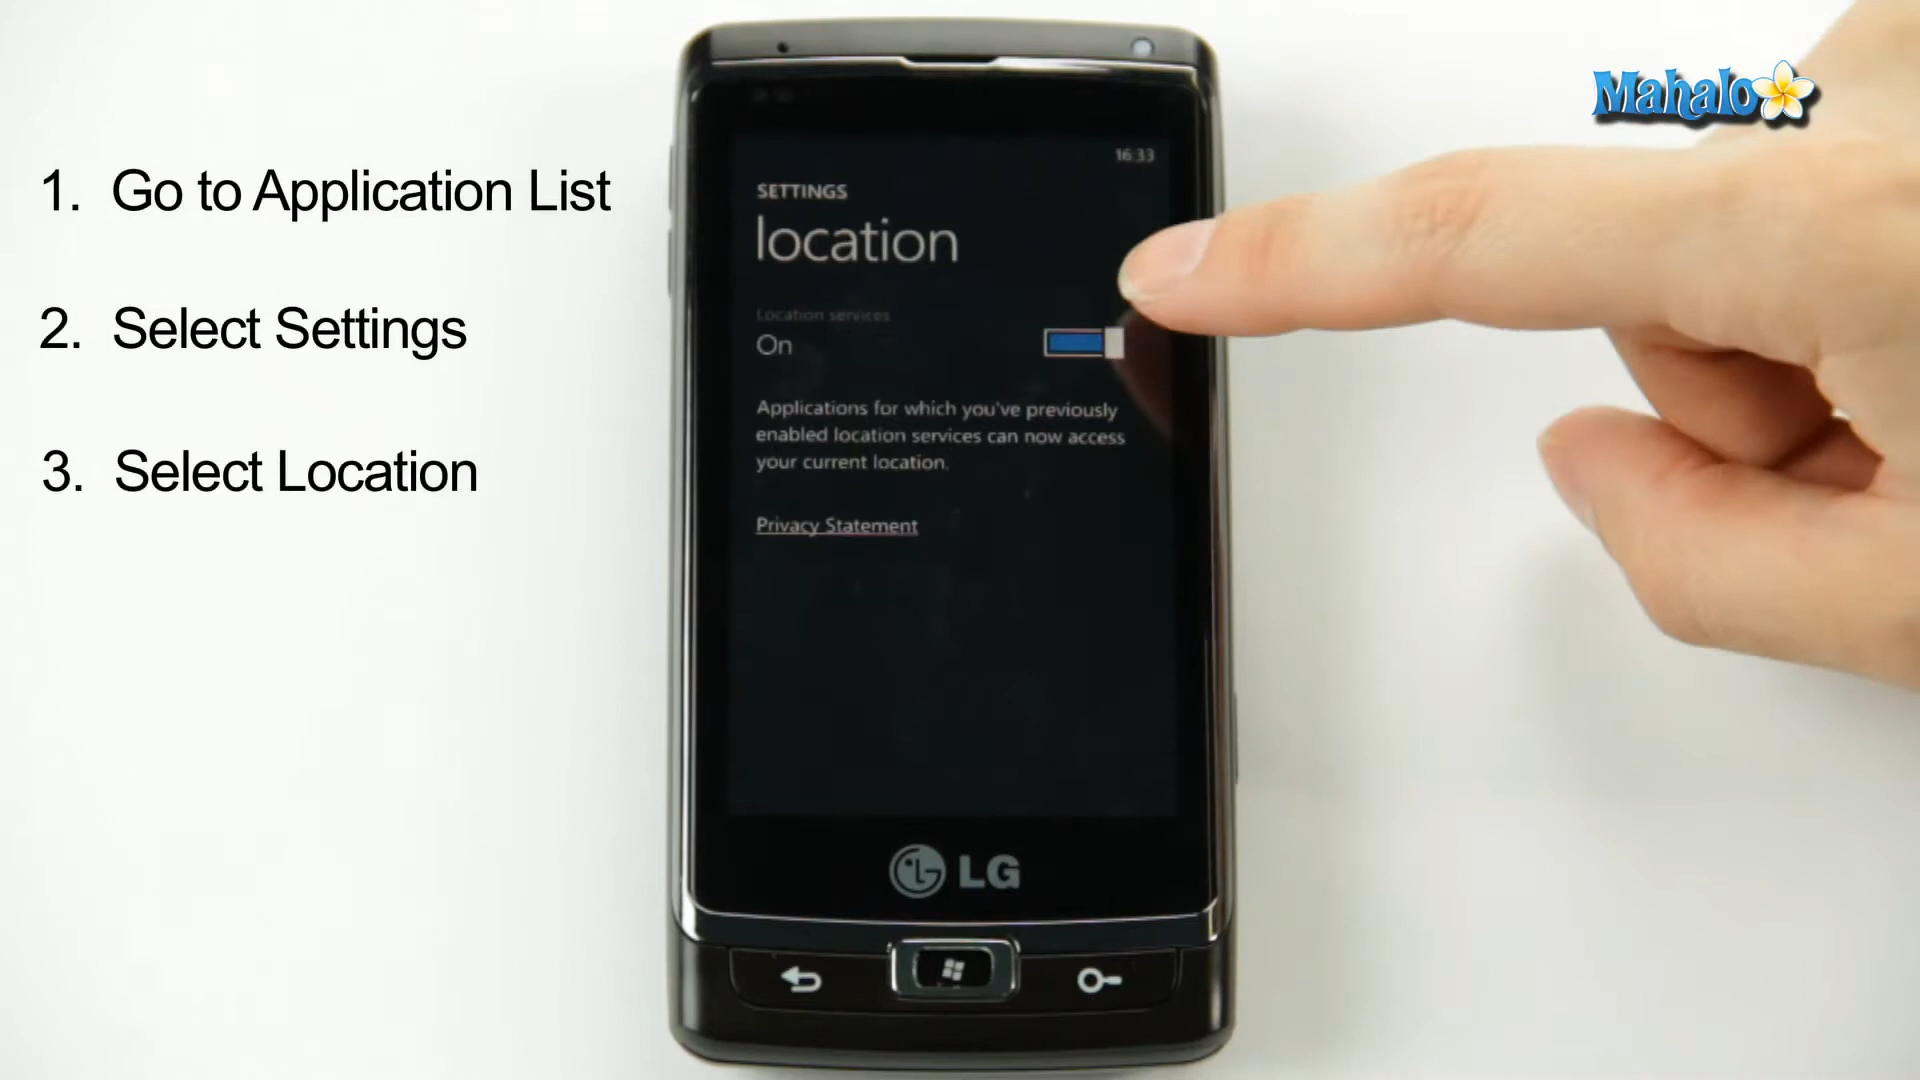 Mahalo
1. Go to Application List
2. Select Settings
3. Select Location
16:33
SETTINGS
location
Location services
On
Applications for which you've previously
enabled location services can now access
your current location.
Privacy Statement
LG